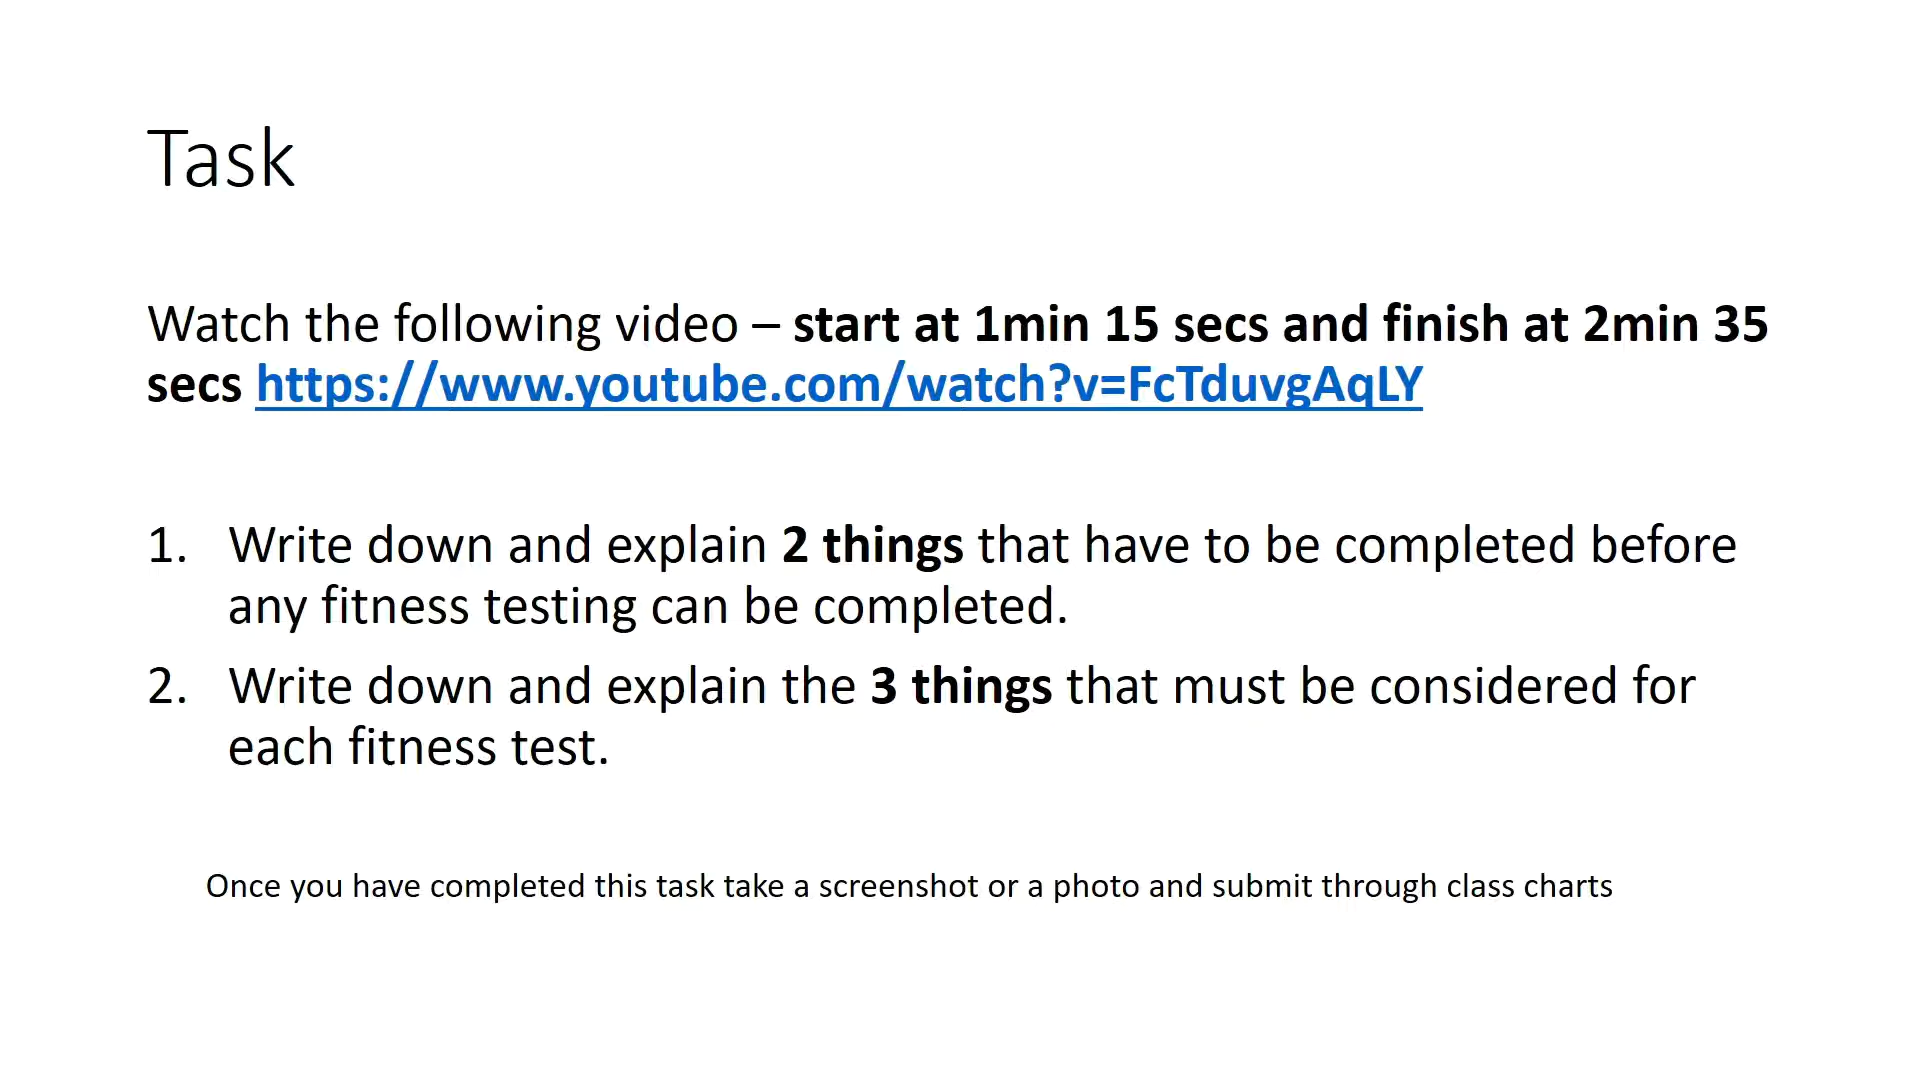 Task
Watch the following video – start at 1min 15 secs and finish at 2min 35
secs https://www.youtube.com/watch?v=FcTduvgAqLY
1. Write down and explain 2 things that have to be completed before
any fitness testing can be completed.
2. Write down and explain the 3 things that must be considered for
each fitness test.
Once you have completed this task take a screenshot or a photo and submit through class charts